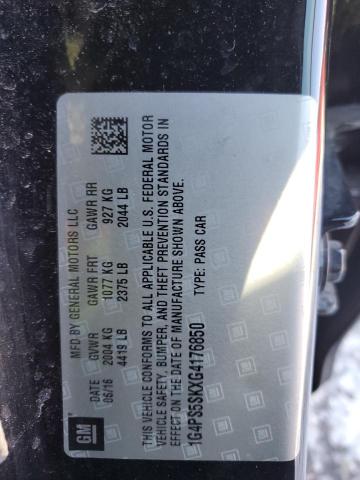 GM
MFD BY GENERAL MOTORS LLC
DATE GVWR GAWR FRT GAWR RR
06/16 2004 KG 1077 KG 927 KG
4419 LB 2375 LB 2044 LB
THIS VEHICLE CONFORMS TO ALL APPLICABLE U.S. FEDERAL MOTOR
VEHICLE SAFETY, BUMPER, AND THEFT PREVENTION STANDARDS IN
EFFECT ON THE DATE OF MANUFACTURE SHOWN ABOVE.
1G4PS5SKXG4176850 TYPE: PASS CAR